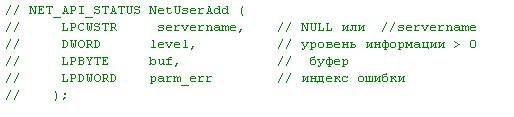 // NET_API_STATUS NetUserAdd (
//     LPCWSTR     servername,    // NULL или  //servername
//     DWORD      level,          // уровень информации > 0
//     LPBYTE     buf,            //  буфер
//     LPDWORD    parm_err        // индекс ошибки
//    );